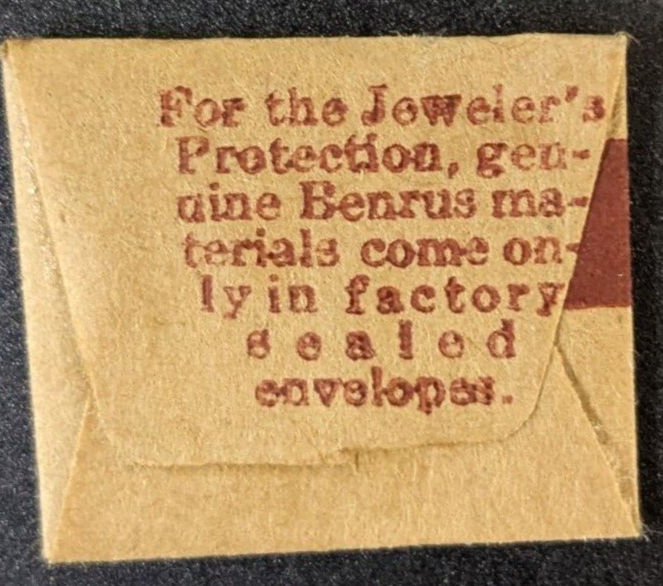 For the Jeweler's
Protection, gen-
uine Benrus ma-
terials come on-
ly in factory
sealed
envelopes.